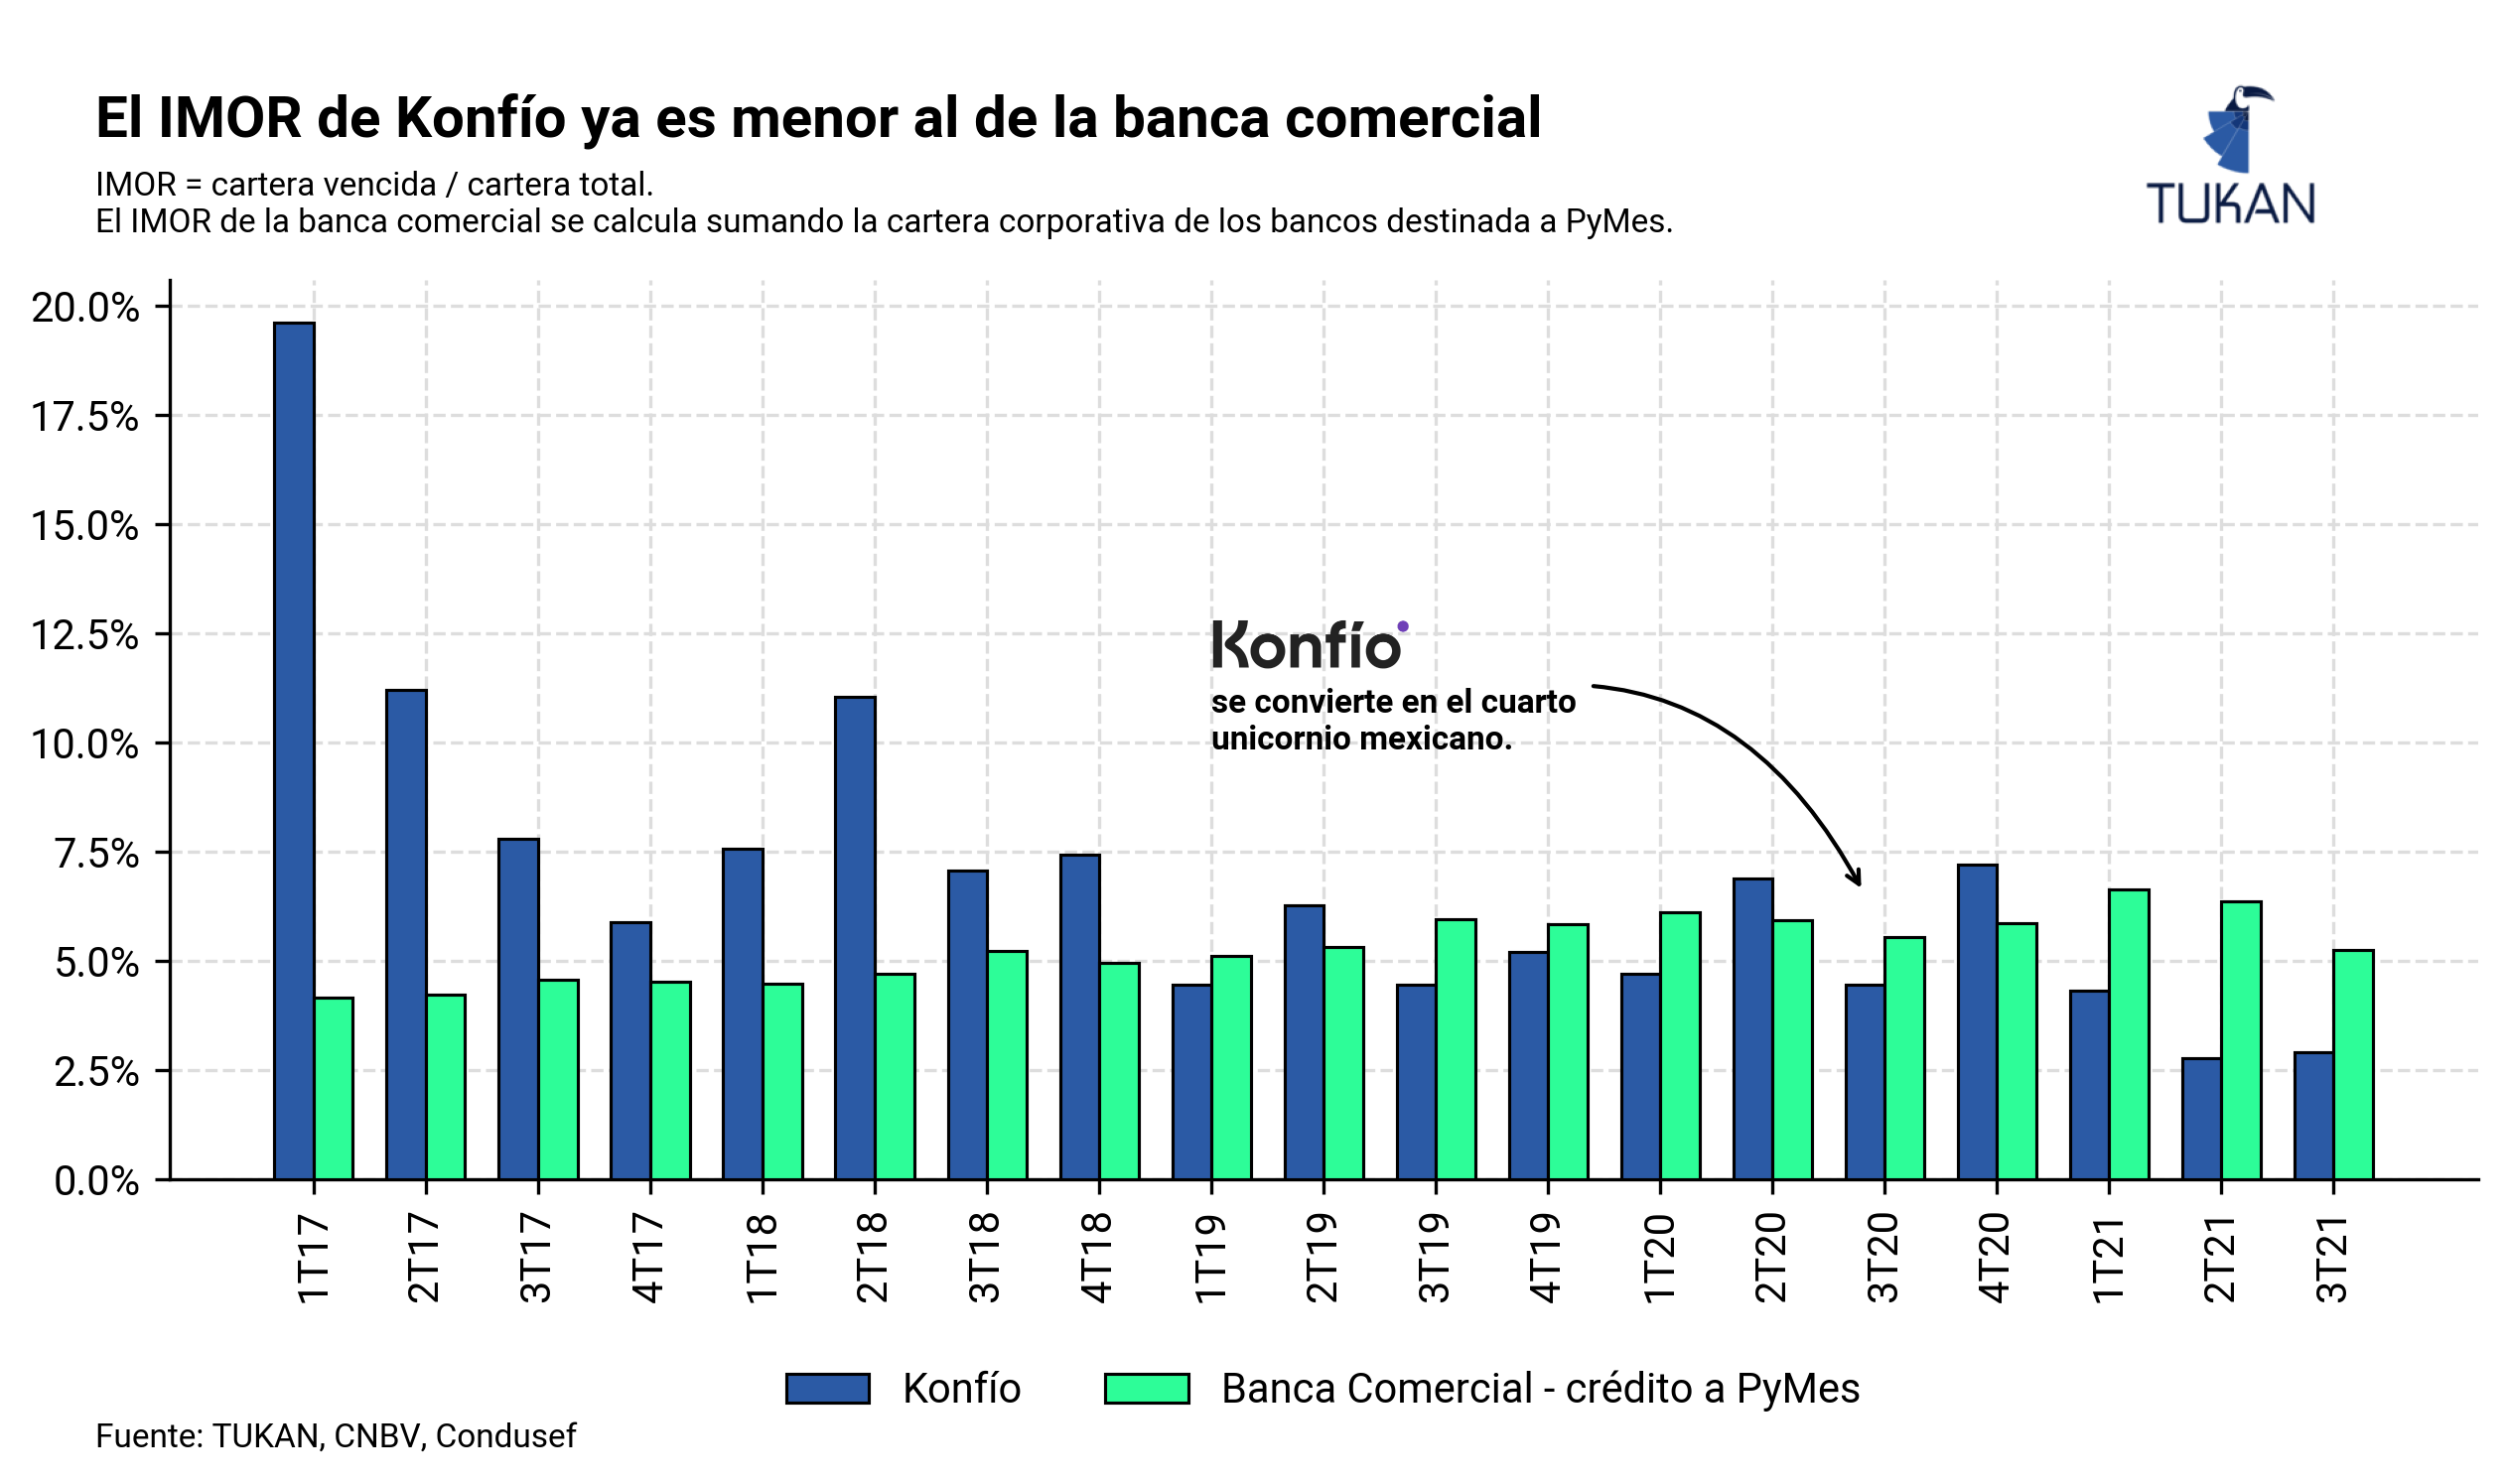 El IMOR de Konfío ya es menor al de la banca comercial
IMOR = cartera vencida / cartera total.
El IMOR de la banca comercial se calcula sumando la cartera corporativa de los bancos destinada a PyMes.
TUKAN
20.0%
17.5%
15.0%
12.5%
10.0%
7.5%
5.0%
2.5%
0.0%
Konfío
se convierte en el cuarto
unicornio mexicano.
1T17
2T17
3T17
4T17
1T18
2T18
3T18
4T18
1T19
2T19
3T19
4T19
1T20
2T20
3T20
4T20
1T21
2T21
3T21
Konfío
Banca Comercial - crédito a PyMes
Fuente: TUKAN, CNBV, Condusef